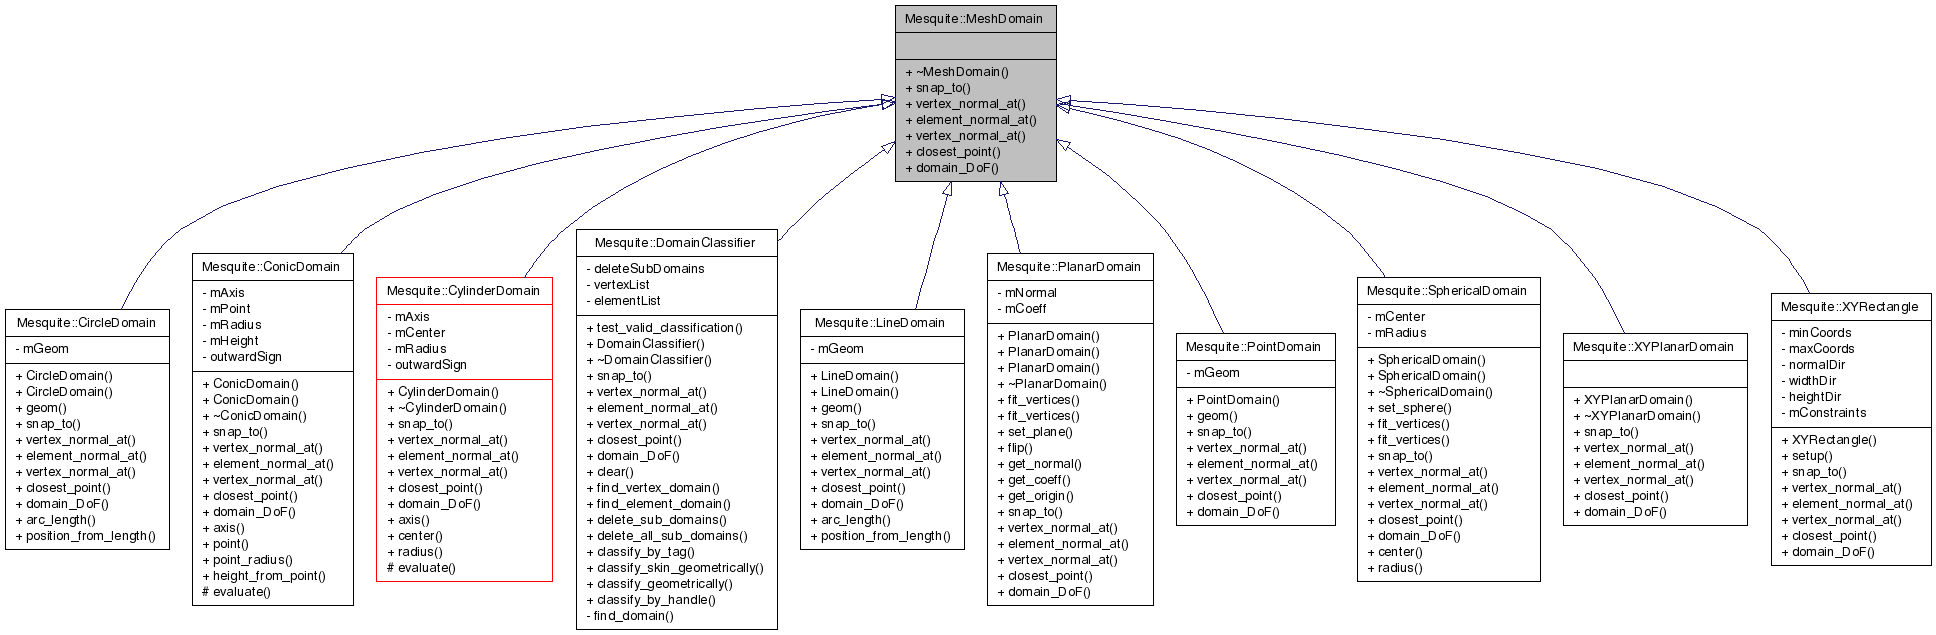 Mesquite::MeshDomain
+ ~MeshDomain()
+ snap_to()
+ vertex_normal_at()
+ element_normal_at()
+ vertex_normal_at()
+ closest_point()
+ domain_DoF()
Mesquite::CircleDomain
- mGeom
+ CircleDomain()
+ CircleDomain()
+ geom()
+ snap_to()
+ vertex_normal_at()
+ element_normal_at()
+ vertex_normal_at()
+ closest_point()
+ domain_DoF()
+ arc_length()
+ position_from_length()
Mesquite::ConicDomain
- mAxis
- mPoint
- mRadius
- mHeight
- outwardSign
+ ConicDomain()
+ ConicDomain()
+ ~ConicDomain()
+ snap_to()
+ vertex_normal_at()
+ element_normal_at()
+ vertex_normal_at()
+ closest_point()
+ domain_DoF()
+ axis()
+ point()
+ point_radius()
+ height_from_point()
# evaluate()
Mesquite::CylinderDomain
- mAxis
- mCenter
- mRadius
- outwardSign
+ CylinderDomain()
+ ~CylinderDomain()
+ snap_to()
+ vertex_normal_at()
+ element_normal_at()
+ vertex_normal_at()
+ closest_point()
+ domain_DoF()
+ axis()
+ center()
+ radius()
# evaluate()
Mesquite::DomainClassifier
- deleteSubDomains
- vertexList
- elementList
+ test_valid_classification()
+ DomainClassifier()
+ ~DomainClassifier()
+ snap_to()
+ vertex_normal_at()
+ element_normal_at()
+ vertex_normal_at()
+ closest_point()
+ domain_DoF()
+ clear()
+ find_vertex_domain()
+ find_element_domain()
+ delete_sub_domains()
+ delete_all_sub_domains()
+ classify_by_tag()
+ classify_skin_geometrically()
+ classify_geometrically()
+ classify_by_handle()
- find_domain()
Mesquite::LineDomain
- mGeom
+ LineDomain()
+ LineDomain()
+ geom()
+ snap_to()
+ vertex_normal_at()
+ element_normal_at()
+ vertex_normal_at()
+ closest_point()
+ domain_DoF()
+ arc_length()
+ position_from_length()
Mesquite::PlanarDomain
- mNormal
- mCoeff
+ PlanarDomain()
+ PlanarDomain()
+ PlanarDomain()
+ ~PlanarDomain()
+ fit_vertices()
+ fit_vertices()
+ set_plane()
+ flip()
+ get_normal()
+ get_coeff()
+ get_origin()
+ snap_to()
+ vertex_normal_at()
+ element_normal_at()
+ vertex_normal_at()
+ closest_point()
+ domain_DoF()
Mesquite::PointDomain
- mGeom
+ PointDomain()
+ geom()
+ snap_to()
+ vertex_normal_at()
+ element_normal_at()
+ vertex_normal_at()
+ closest_point()
+ domain_DoF()
Mesquite::SphericalDomain
- mCenter
- mRadius
+ SphericalDomain()
+ SphericalDomain()
+ ~SphericalDomain()
+ set_sphere()
+ fit_vertices()
+ fit_vertices()
+ snap_to()
+ vertex_normal_at()
+ element_normal_at()
+ vertex_normal_at()
+ closest_point()
+ domain_DoF()
+ center()
+ radius()
Mesquite::XYPlanarDomain
+ XYPlanarDomain()
+ ~XYPlanarDomain()
+ snap_to()
+ vertex_normal_at()
+ element_normal_at()
+ vertex_normal_at()
+ closest_point()
+ domain_DoF()
Mesquite::XYRectangle
- minCoords
- maxCoords
- normalDir
- widthDir
- heightDir
- mConstraints
+ XYRectangle()
+ setup()
+ snap_to()
+ vertex_normal_at()
+ element_normal_at()
+ vertex_normal_at()
+ closest_point()
+ domain_DoF()